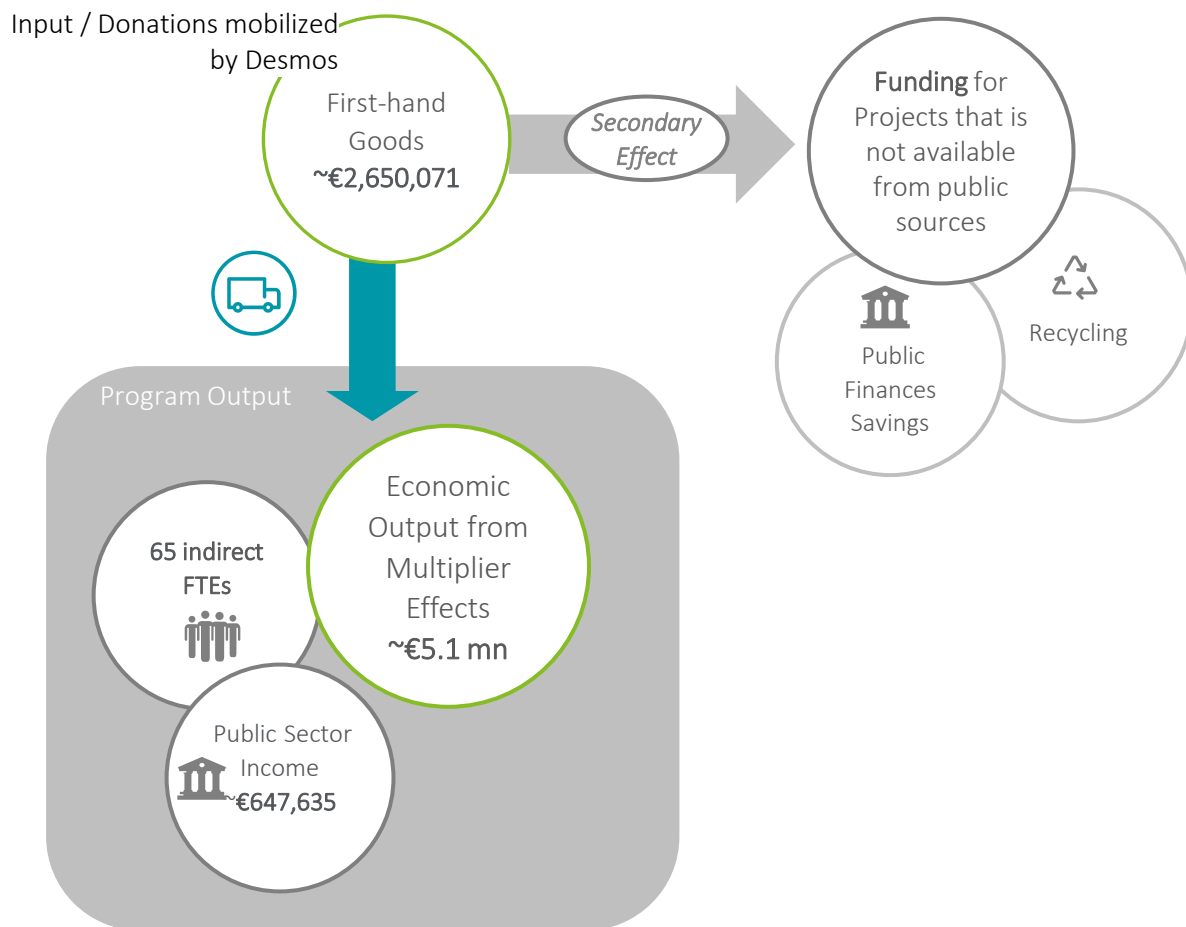 Input / Donations mobilized
by Desmos
First-hand
Goods
~€2,650,071
Secondary
Effect
Funding for
Projects that is
not available
from public
sources
Recycling
Public
Finances
Savings
Program Output
Economic
Output from
Multiplier
Effects
~€5.1 mn
65 indirect
FTEs
Public Sector
Income
~€647,635